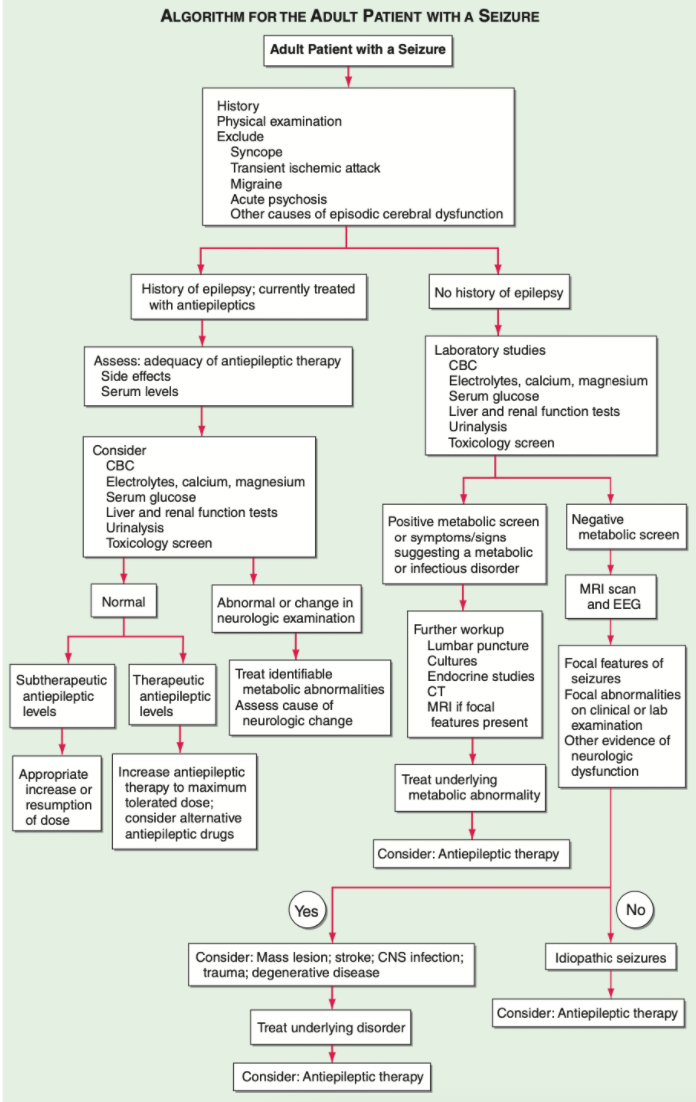 ALGORITHM FOR THE ADULT PATIENT WITH A SEIZURE
Adult Patient with a Seizure
History
Physical examination
Exclude
Syncope
Transient ischemic attack
Migraine
Acute psychosis
Other causes of episodic cerebral dysfunction
History of epilepsy; currently treated
with antiepileptics
No history of epilepsy
Assess: adequacy of antiepileptic therapy
Side effects
Serum levels
Laboratory studies
CBC
Electrolytes, calcium, magnesium
Serum glucose
Liver and renal function tests
Urinalysis
Toxicology screen
Consider
CBC
Electrolytes, calcium, magnesium
Serum glucose
Liver and renal function tests
Urinalysis
Toxicology screen
Positive metabolic screen
or symptoms/signs
suggesting a metabolic
or infectious disorder
Negative
metabolic screen
Normal
Abnormal or change in
neurologic examination
MRI scan
and EEG
Further workup
Lumbar puncture
Cultures
Endocrine studies
CT
MRI if focal
features present
Subtherapeutic
antiepileptic
levels
Therapeutic
antiepileptic
levels
Treat identifiable
metabolic abnormalities
Assess cause of
neurologic change
Focal features of
seizures
Focal abnormalities
on clinical or lab
examination
Other evidence of
neurologic
dysfunction
Appropriate
increase or
resumption
of dose
Increase antiepileptic
therapy to maximum
tolerated dose;
consider alternative
antiepileptic drugs
Treat underlying
metabolic abnormality
Consider: Antiepileptic therapy
Yes
No
Consider: Mass lesion; stroke; CNS infection;
trauma; degenerative disease
Idiopathic seizures
Treat underlying disorder
Consider: Antiepileptic therapy
Consider: Antiepileptic therapy